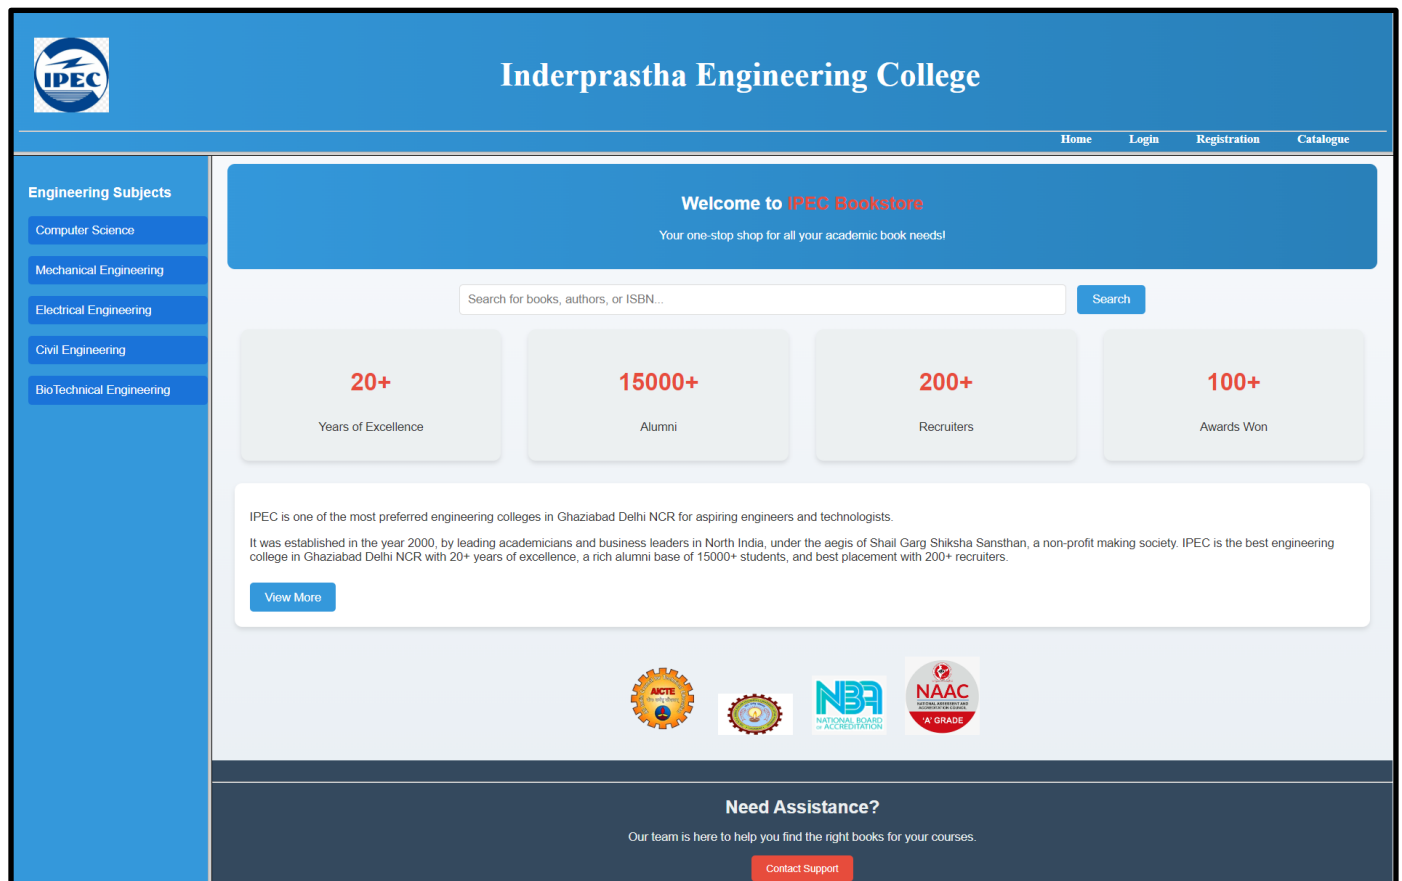 IPEC
Inderprastha Engineering College
Home Login Registration Catalogue
Engineering Subjects
Computer Science
Mechanical Engineering
Electrical Engineering
Civil Engineering
BioTechnical Engineering
Welcome to IPEC Bookstore
Your one-stop shop for all your academic book needs!
Search for books, authors, or ISBN...
Search
20+
Years of Excellence
15000+
Alumni
200+
Recruiters
100+
Awards Won
IPEC is one of the most preferred engineering colleges in Ghaziabad Delhi NCR for aspiring engineers and technologists.
It was established in the year 2000, by leading academicians and business leaders in North India, under the aegis of Shail Garg Shiksha Sansthan, a non-profit making society. IPEC is the best engineering
college in Ghaziabad Delhi NCR with 20+ years of excellence, a rich alumni base of 15000+ students, and best placement with 200+ recruiters.
View More
AICTE
NBA
NATIONAL BOARD
OF ACCREDITATION
NAAC
NATIONAL ASSESSMENT AND
ACCREDITATION COUNCIL
'A' GRADE
Need Assistance?
Our team is here to help you find the right books for your courses.
Contact Support